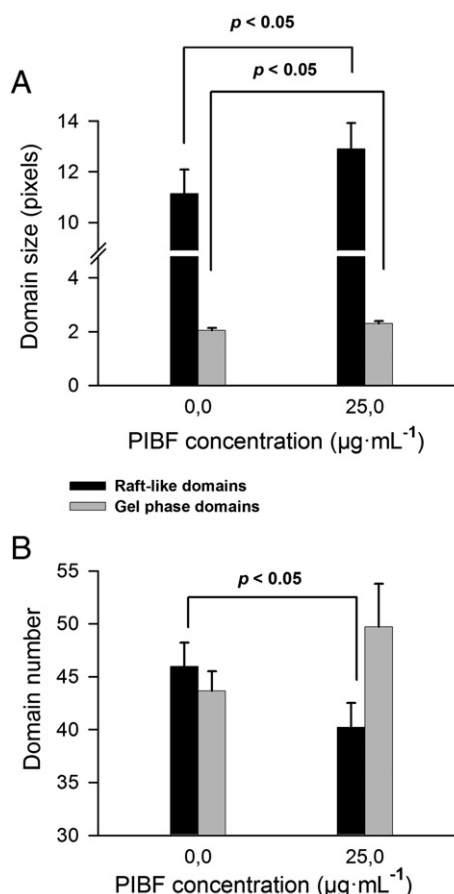 p < 0.05
p < 0.05
A
14
12
4
2
0
Domain size (pixels)
0,0 25,0
PIBF concentration (µg·mL⁻¹)
Raft-like domains
Gel phase domains
B
p < 0.05
55
50
45
40
35
30
Domain number
0,0 25,0
PIBF concentration (µg·mL⁻¹)